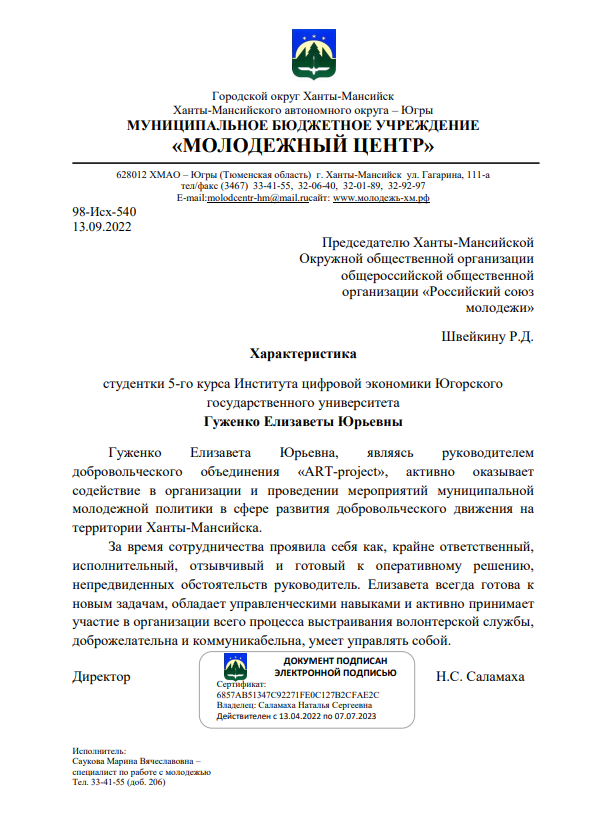 Городской округ Ханты-Мансийск
Ханты-Мансийского автономного округа – Югры
МУНИЦИПАЛЬНОЕ БЮДЖЕТНОЕ УЧРЕЖДЕНИЕ
«МОЛОДЕЖНЫЙ ЦЕНТР»
628012 ХМАО – Югры (Тюменская область) г. Ханты-Мансийск ул. Гагарина, 111-а
тел/факс (3467) 33-41-55, 32-06-40, 32-01-89, 32-92-97
E-mail:molodcentr-hm@mail.ruсайт: www.молодежь-хм.рф
98-Исх-540
13.09.2022
Председателю Ханты-Мансийской
Окружной общественной организации
общероссийской общественной
организации «Российский союз
молодежи»
Швейкину Р.Д.
Характеристика
студентки 5-го курса Института цифровой экономики Югорского
государственного университета
Гуженко Елизаветы Юрьевны
Гуженко Елизавета Юрьевна, являясь руководителем
добровольческого объединения «ART-project», активно оказывает
содействие в организации и проведении мероприятий муниципальной
молодежной политики в сфере развития добровольческого движения на
территории Ханты-Мансийска.
За время сотрудничества проявила себя как, крайне ответственный,
исполнительный, отзывчивый и готовый к оперативному решению,
непредвиденных обстоятельств руководитель. Елизавета всегда готова к
новым задачам, обладает управленческими навыками и активно принимает
участие в организации всего процесса выстраивания волонтерской службы,
доброжелательна и коммуникабельна, умеет управлять собой.
Директор
ДОКУМЕНТ ПОДПИСАН
ЭЛЕКТРОННОЙ ПОДПИСЬЮ
Сертификат:
6857AB51347C92271FE0C127B2CFAE2C
Владелец: Саламаха Наталья Сергеевна
Действителен с 13.04.2022 по 07.07.2023
Н.С. Саламаха
Исполнитель:
Саукова Марина Вячеславовна –
специалист по работе с молодежью
Тел. 33-41-55 (доб. 206)